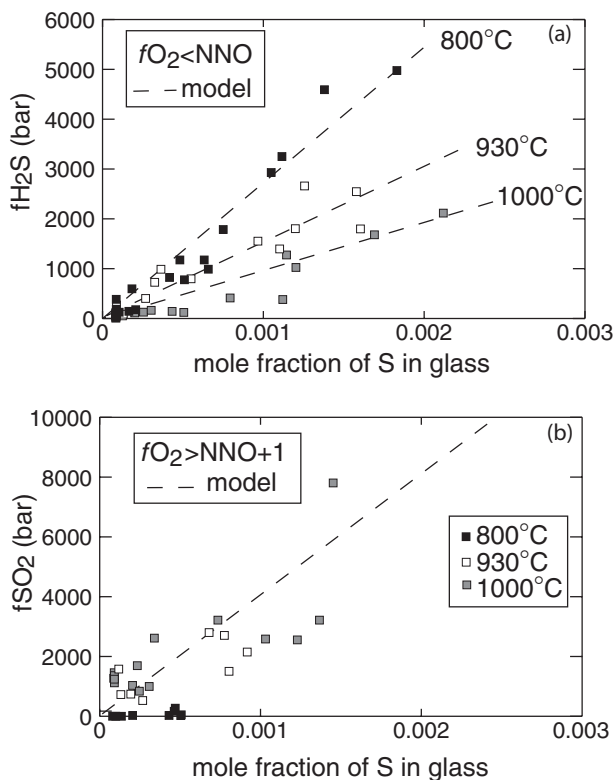 (a)
fO₂<NNO
model
800°C
930°C
1000°C
fH₂S (bar)
6000
5000
4000
3000
2000
1000
0
0
0.001
0.002
0.003
mole fraction of S in glass
(b)
fO₂>NNO+1
model
800°C
930°C
1000°C
fSO₂ (bar)
10000
8000
6000
4000
2000
0
0
0.001
0.002
0.003
mole fraction of S in glass